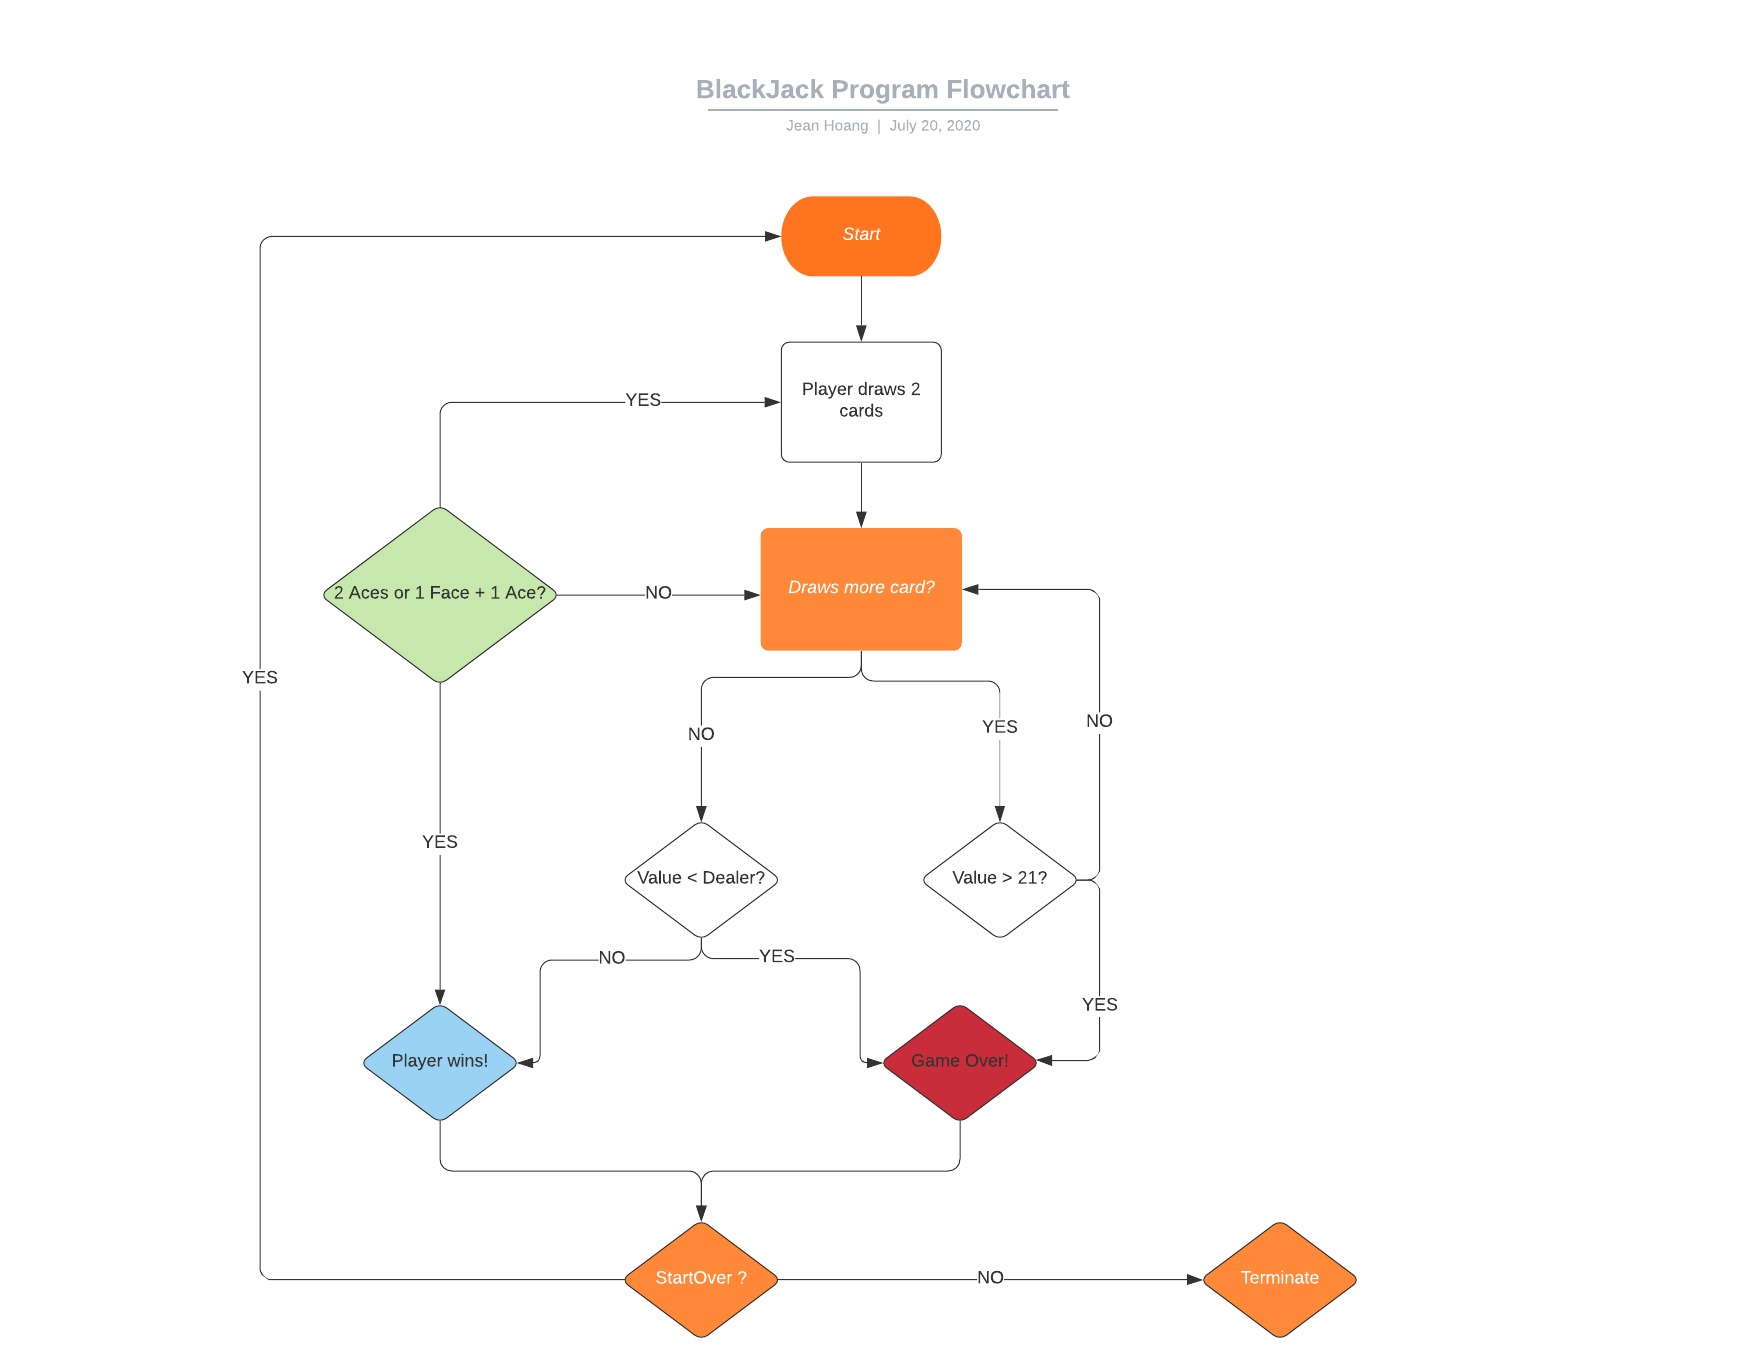 BlackJack Program Flowchart
Jean Hoang | July 20, 2020
Start
Player draws 2
cards
YES
2 Aces or 1 Face + 1 Ace?
NO
Draws more card?
YES
NO
YES
NO
YES
Value < Dealer?
Value > 21?
NO
YES
YES
Player wins!
Game Over!
StartOver ?
NO
Terminate